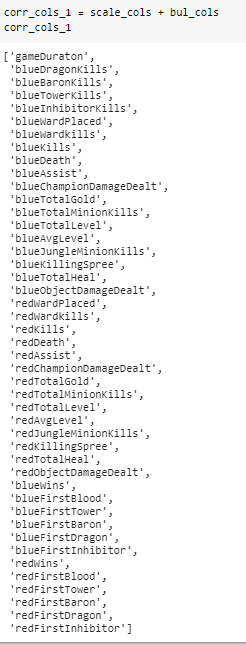 corr_cols_1 = scale_cols + bul_cols
corr_cols_1
['gameDuraton',
'blueDragonKills',
'blueBaronKills',
'blueTowerKills',
'blueInhibitorKills',
'blueWardPlaced',
'blueWardkills',
'blueKills',
'blueDeath',
'blueAssist',
'blueChampionDamageDealt',
'blueTotalGold',
'blueTotalMinionKills',
'blueTotalLevel',
'blueAvgLevel',
'blueJungleMinionKills',
'blueKillingSpree',
'blueTotalHeal',
'blueObjectDamageDealt',
'redWardPlaced',
'redWardkills',
'redKills',
'redDeath',
'redAssist',
'redChampionDamageDealt',
'redTotalGold',
'redTotalMinionKills',
'redTotalLevel',
'redAvgLevel',
'redJungleMinionKills',
'redKillingSpree',
'redTotalHeal',
'redObjectDamageDealt',
'blueWins',
'blueFirstBlood',
'blueFirstTower',
'blueFirstBaron',
'blueFirstDragon',
'blueFirstInhibitor',
'redWins',
'redFirstBlood',
'redFirstTower',
'redFirstBaron',
'redFirstDragon',
'redFirstInhibitor']